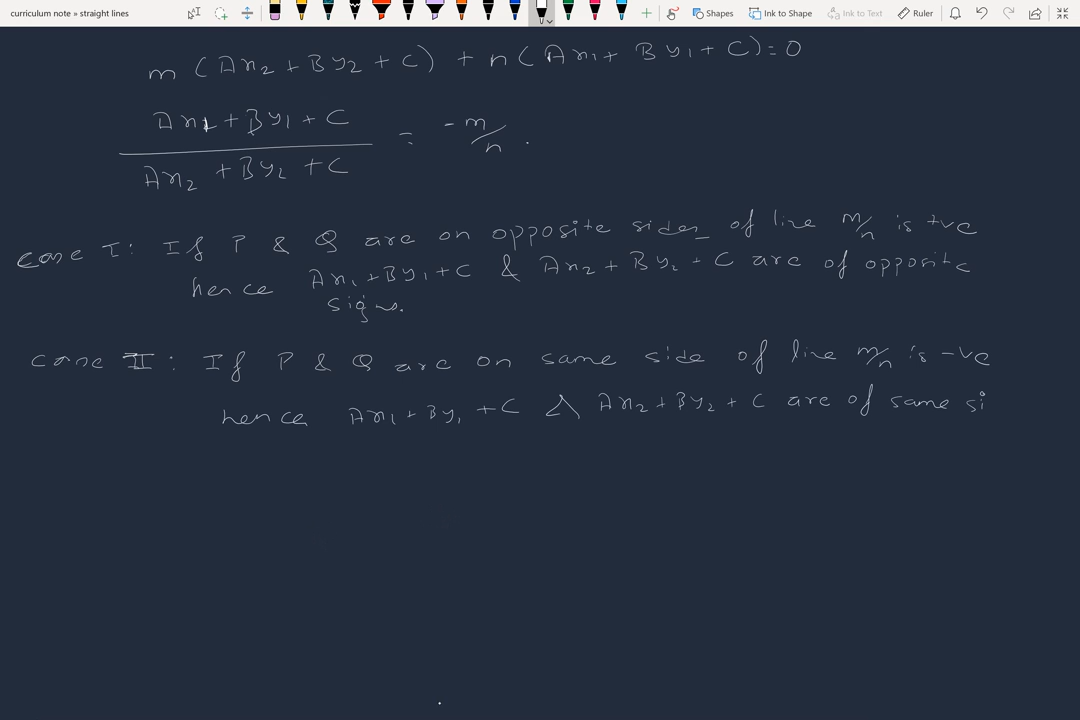 curriculum note » straight lines
Shapes Ink to Shape Ink to Text Ruler
m (Ax₂ + By₂ + C) + n (Ax₁ + By₁ + C) = 0
Ax₁ + By₁ + C
= -m/n .
Ax₂ + By₂ + C
Case I : If P & Q are on opposite sides of line m/n is +ve
hence Ax₁ + By₁ + C & Ax₂ + By₂ + C are of opposite
signs.
Case II : If P & Q are on same side of line m/n is -ve
hence Ax₁ + By₁ + C Δ Ax₂ + By₂ + C are of same si